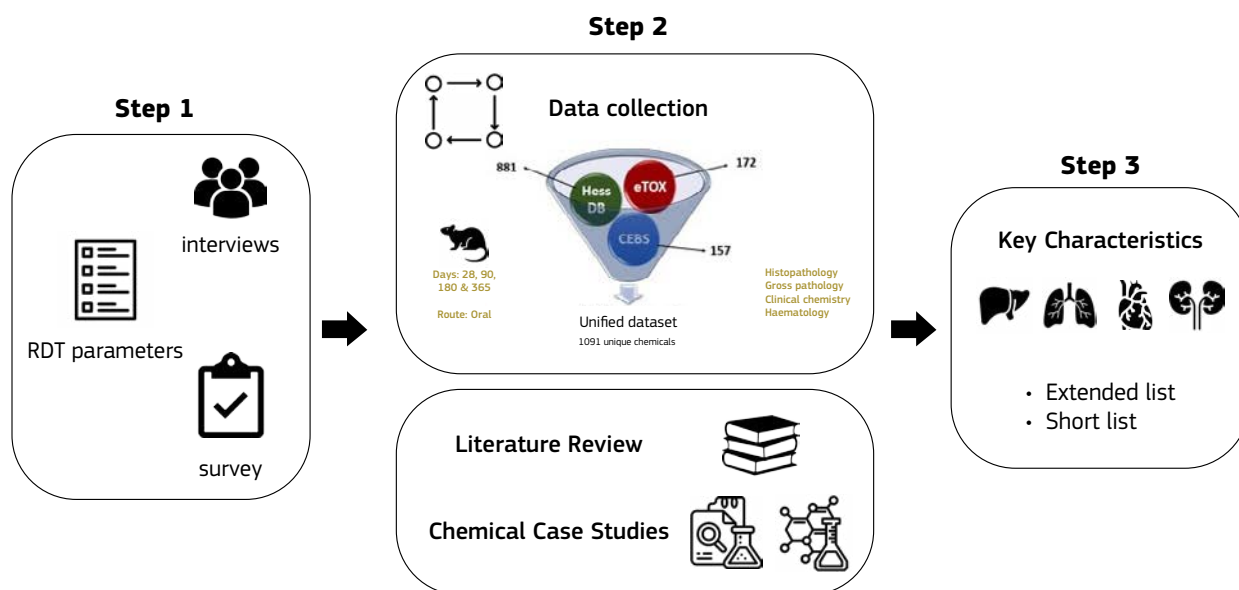 Step 1
interviews
RDT parameters
survey
Step 2
Data collection
881
172
Hess
DB
eTOX
CEBS
157
Days: 28, 90,
180 & 365
Route: Oral
Histopathology
Gross pathology
Clinical chemistry
Haematology
Unified dataset
1091 unique chemicals
Literature Review
Chemical Case Studies
Step 3
Key Characteristics
• Extended list
• Short list